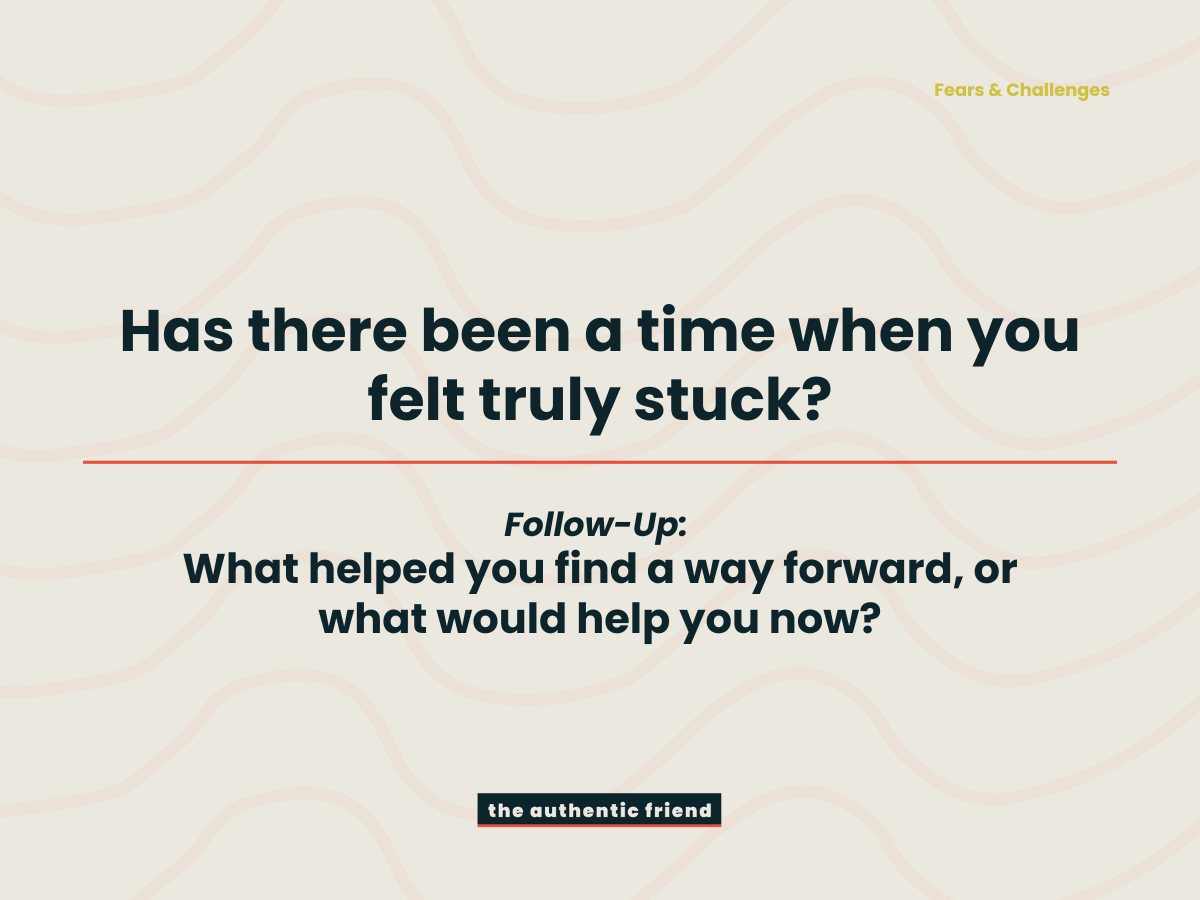 Fears & Challenges
Has there been a time when you
felt truly stuck?
Follow-Up:
What helped you find a way forward, or
what would help you now?
the authentic friend